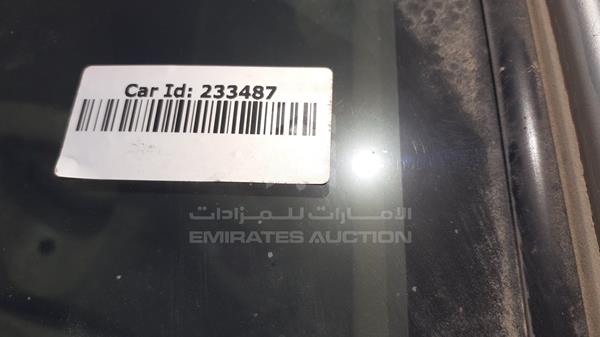 Car Id: 233487
الامارات للمزادات
EMIRATES AUCTION